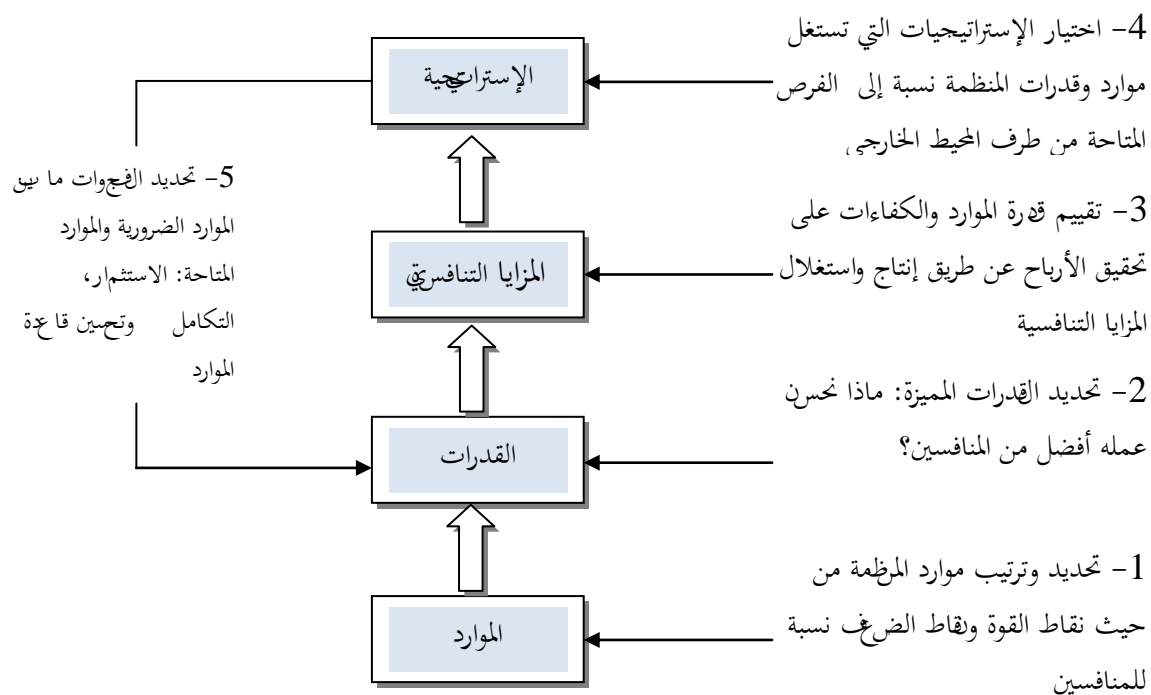 4- اختيار الإستراتيجيات التي تستغل
موارد وقدرات المنظمة نسبة إلى الفرص
المتاحة من طرف المحيط الخارجي
الإستراتيجية
5- تحديد الفجوات ما بين
الموارد الضرورية والموارد
المتاحة: الاستثمار،
التكامل وتحسين قاعدة
الموارد
3- تقييم قدرة الموارد والكفاءات على
تحقيق الأرباح عن طريق إنتاج واستغلال
المزايا التنافسية
المزايا التنافسية
2- تحديد القدرات المميزة: ماذا نحسن
عمله أفضل من المنافسين؟
القدرات
1- تحديد وترتيب موارد المنظمة من
حيث نقاط القوة ونقاط الضعف نسبة
للمنافسين
الموارد